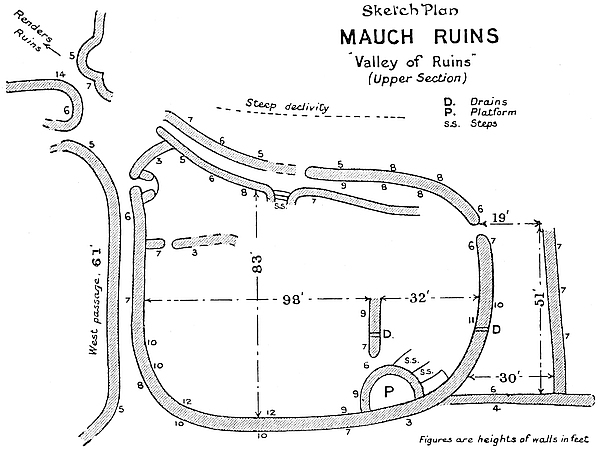 Sketch Plan
MAUCH RUINS
"Valley of Ruins"
(Upper Section)
D. Drains
P. Platform
S.S. Steps
Renders
Ruins
5
7
14
6
5
Steep declivity
7
5
5
8
8
9
8
8
6
3
5
6
8
S.S.
7
19'
6
7
6
7
3
83'
West passage, 61'
7
98'
32'
9
D.
7
10
11
D
51'
7
7
10
10
8
12
10
12
10
6
S.S.
S.S.
P
9
9
7
3
30'
6
4
5
Figures are heights of walls in feet